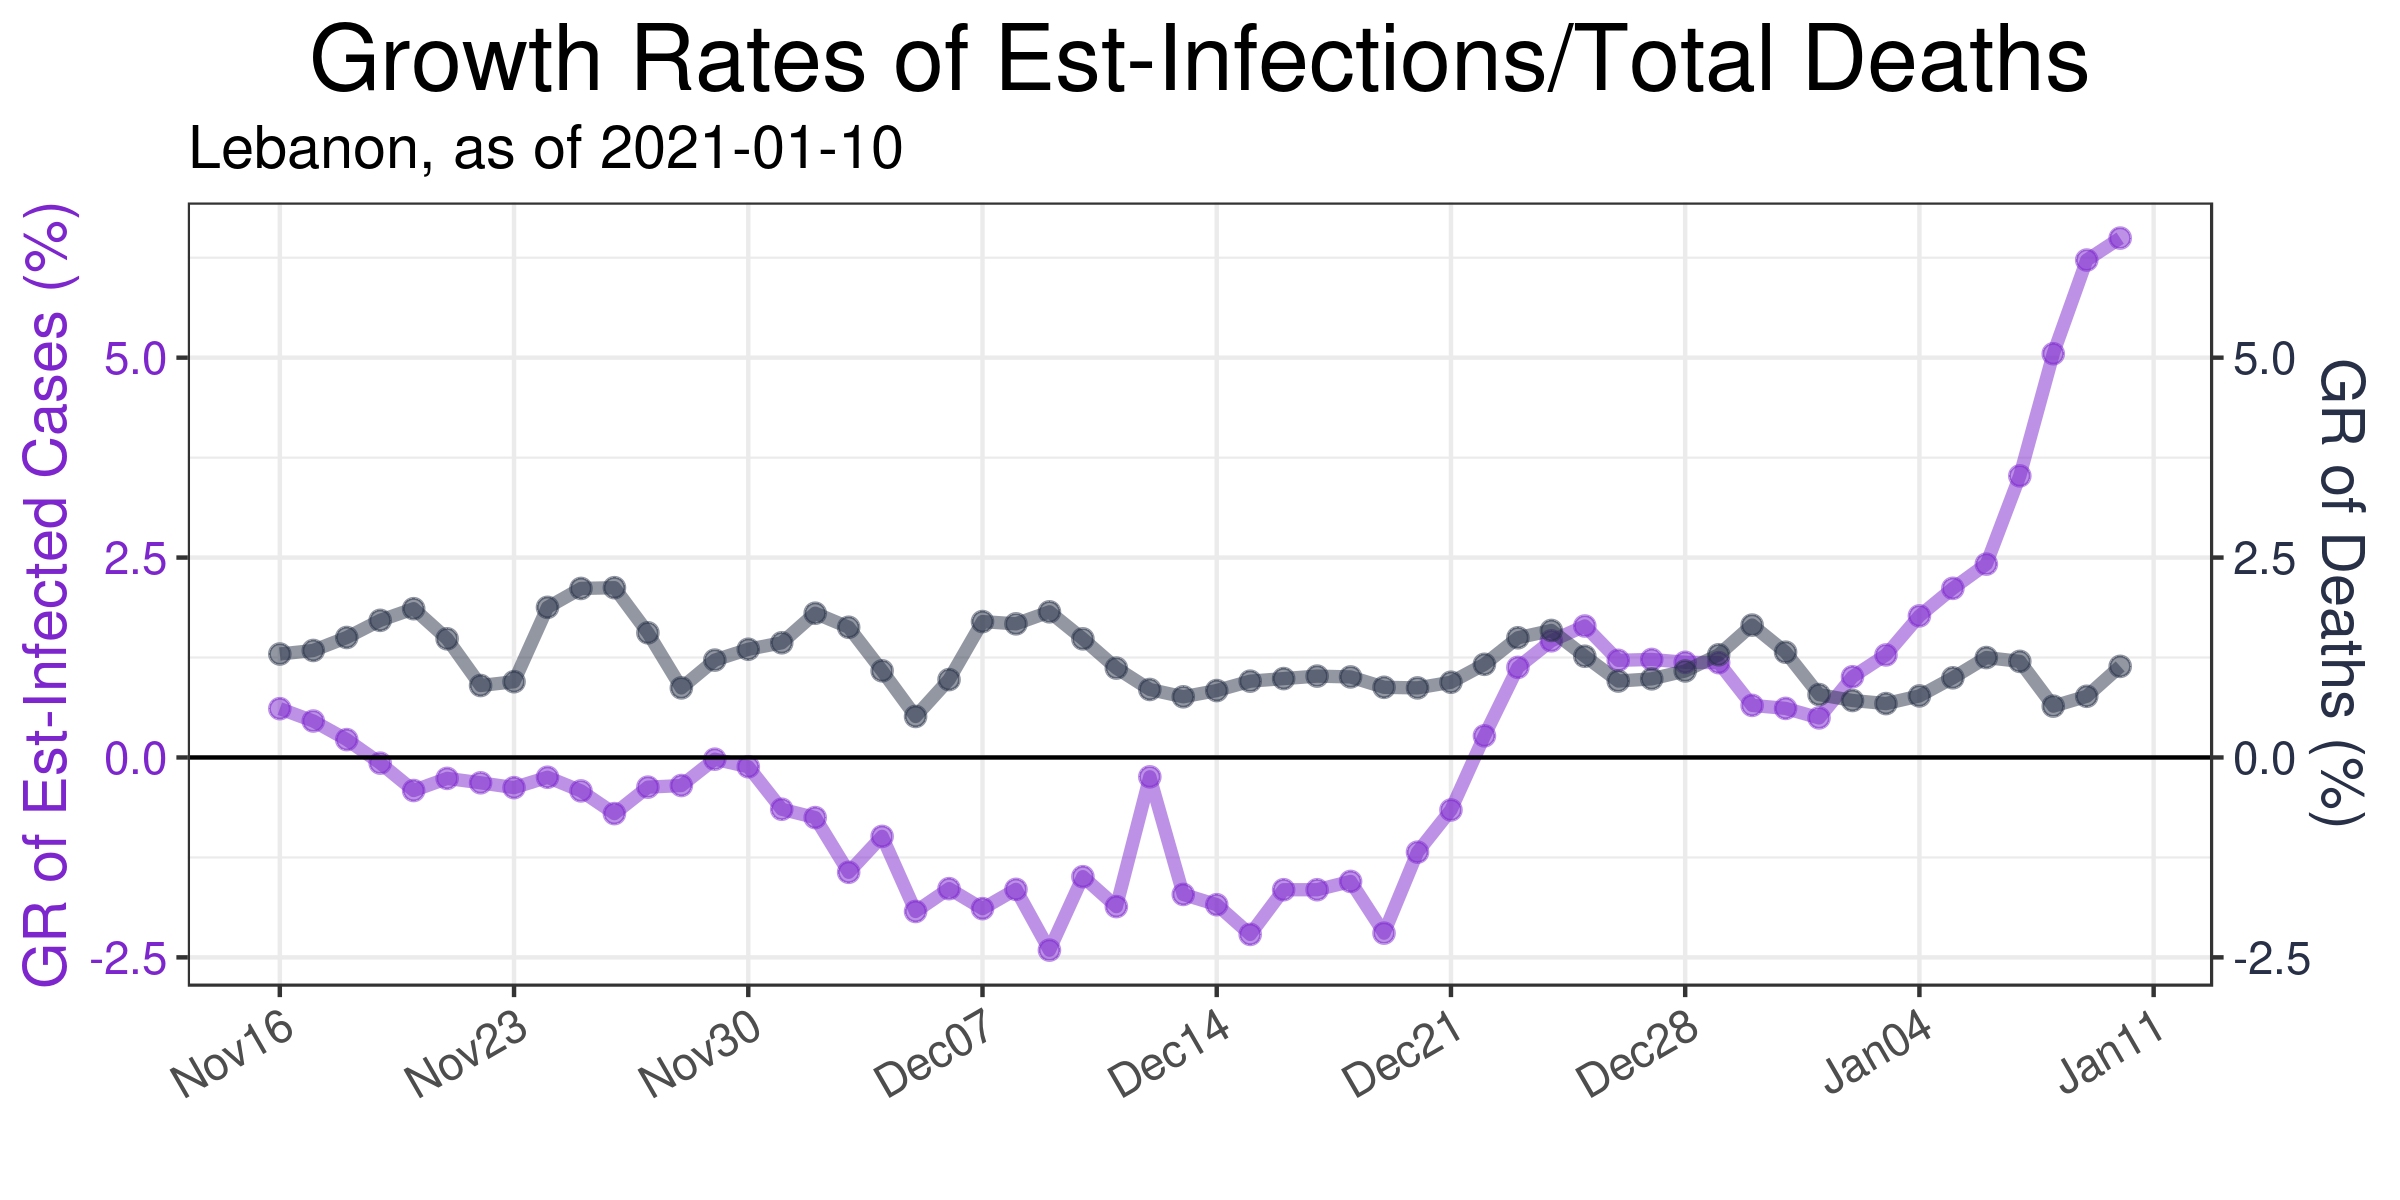 Growth Rates of Est-Infections/Total Deaths
Lebanon, as of 2021-01-10
GR of Est-Infected Cases (%)
5.0
2.5
0.0
-2.5
5.0
2.5
0.0
-2.5
GR of Deaths (%)
Nov16
Nov23
Nov30
Dec07
Dec14
Dec21
Dec28
Jan04
Jan11